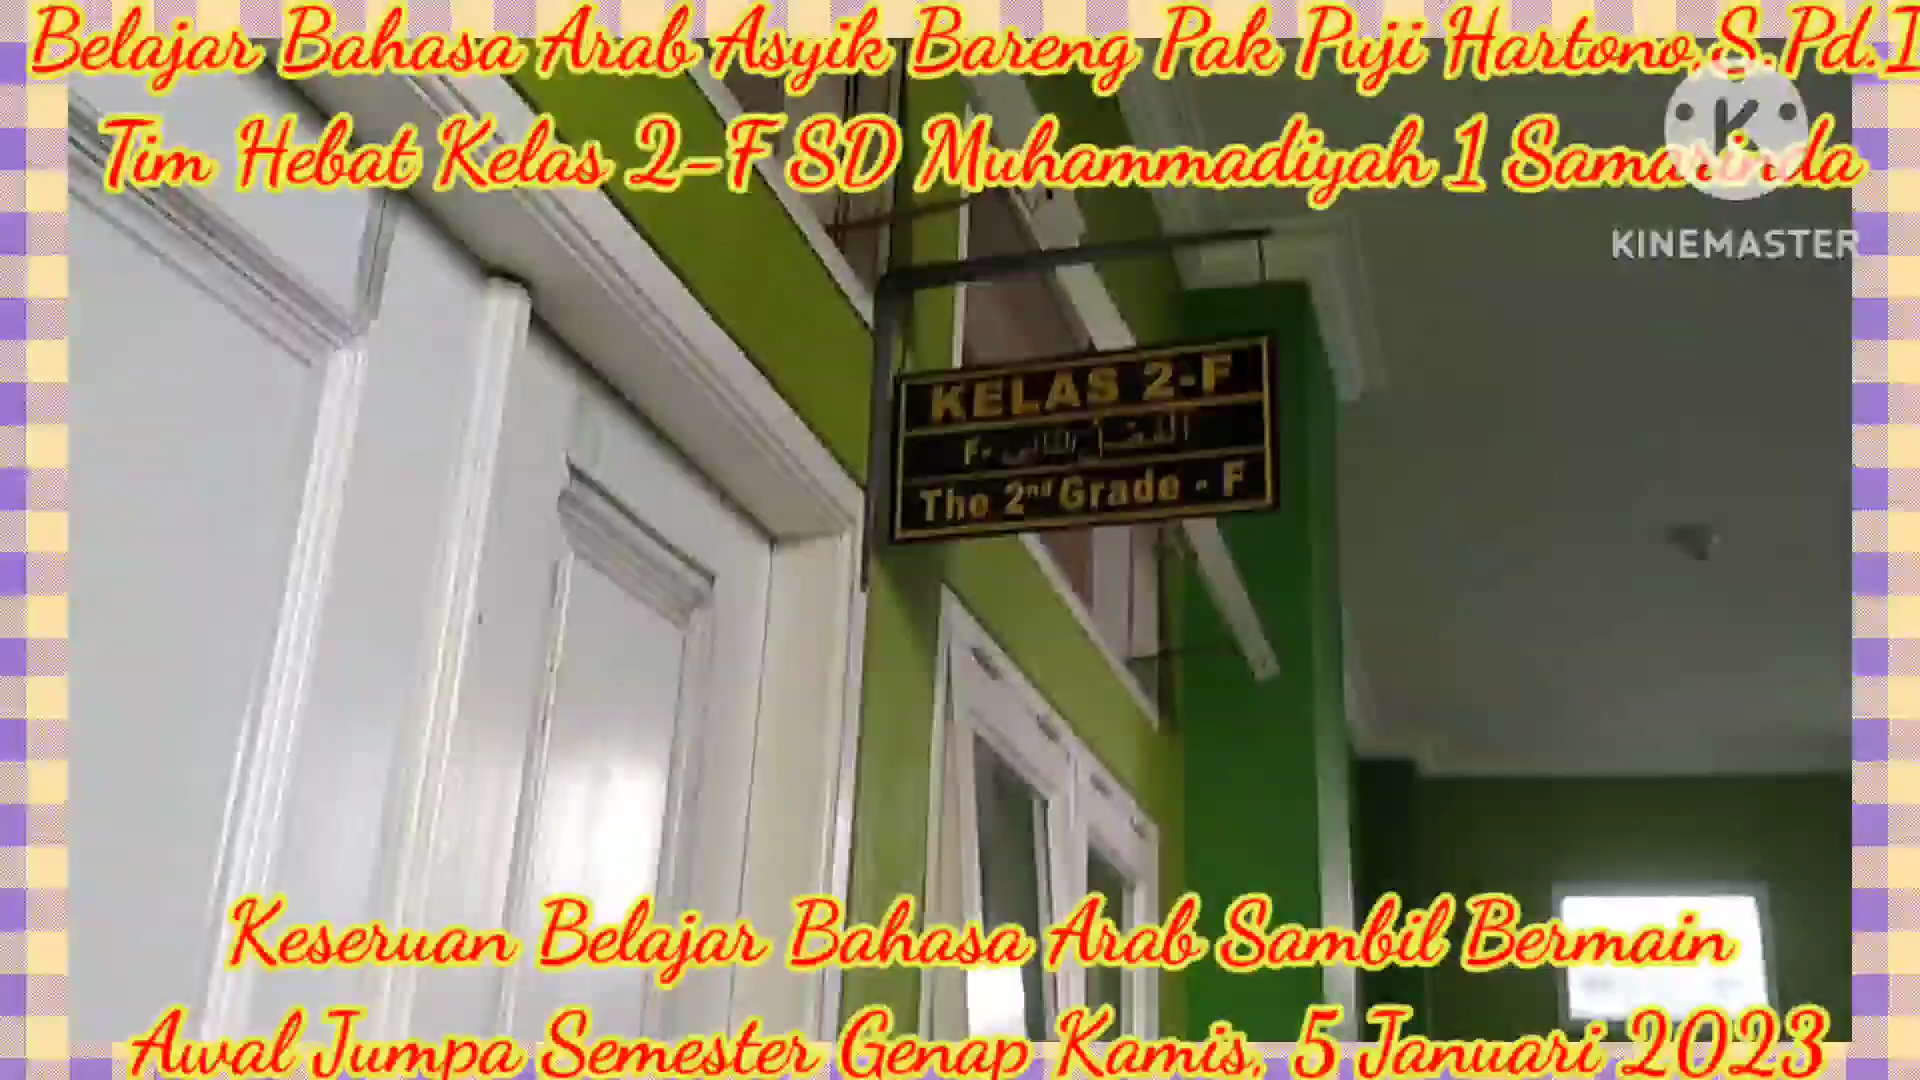 Belajar Bahasa Arab Asyik Bareng Pak Puji Hartono,S.Pd.I
Tim Hebat Kelas 2-F SD Muhammadiyah 1 Samarinda
K
KINEMASTER
KELAS 2-F
F-
The 2nd Grade - F
Keseruan Belajar Bahasa Arab Sambil Bermain
Awal Jumpa Semester Genap Kamis, 5 Januari 2023